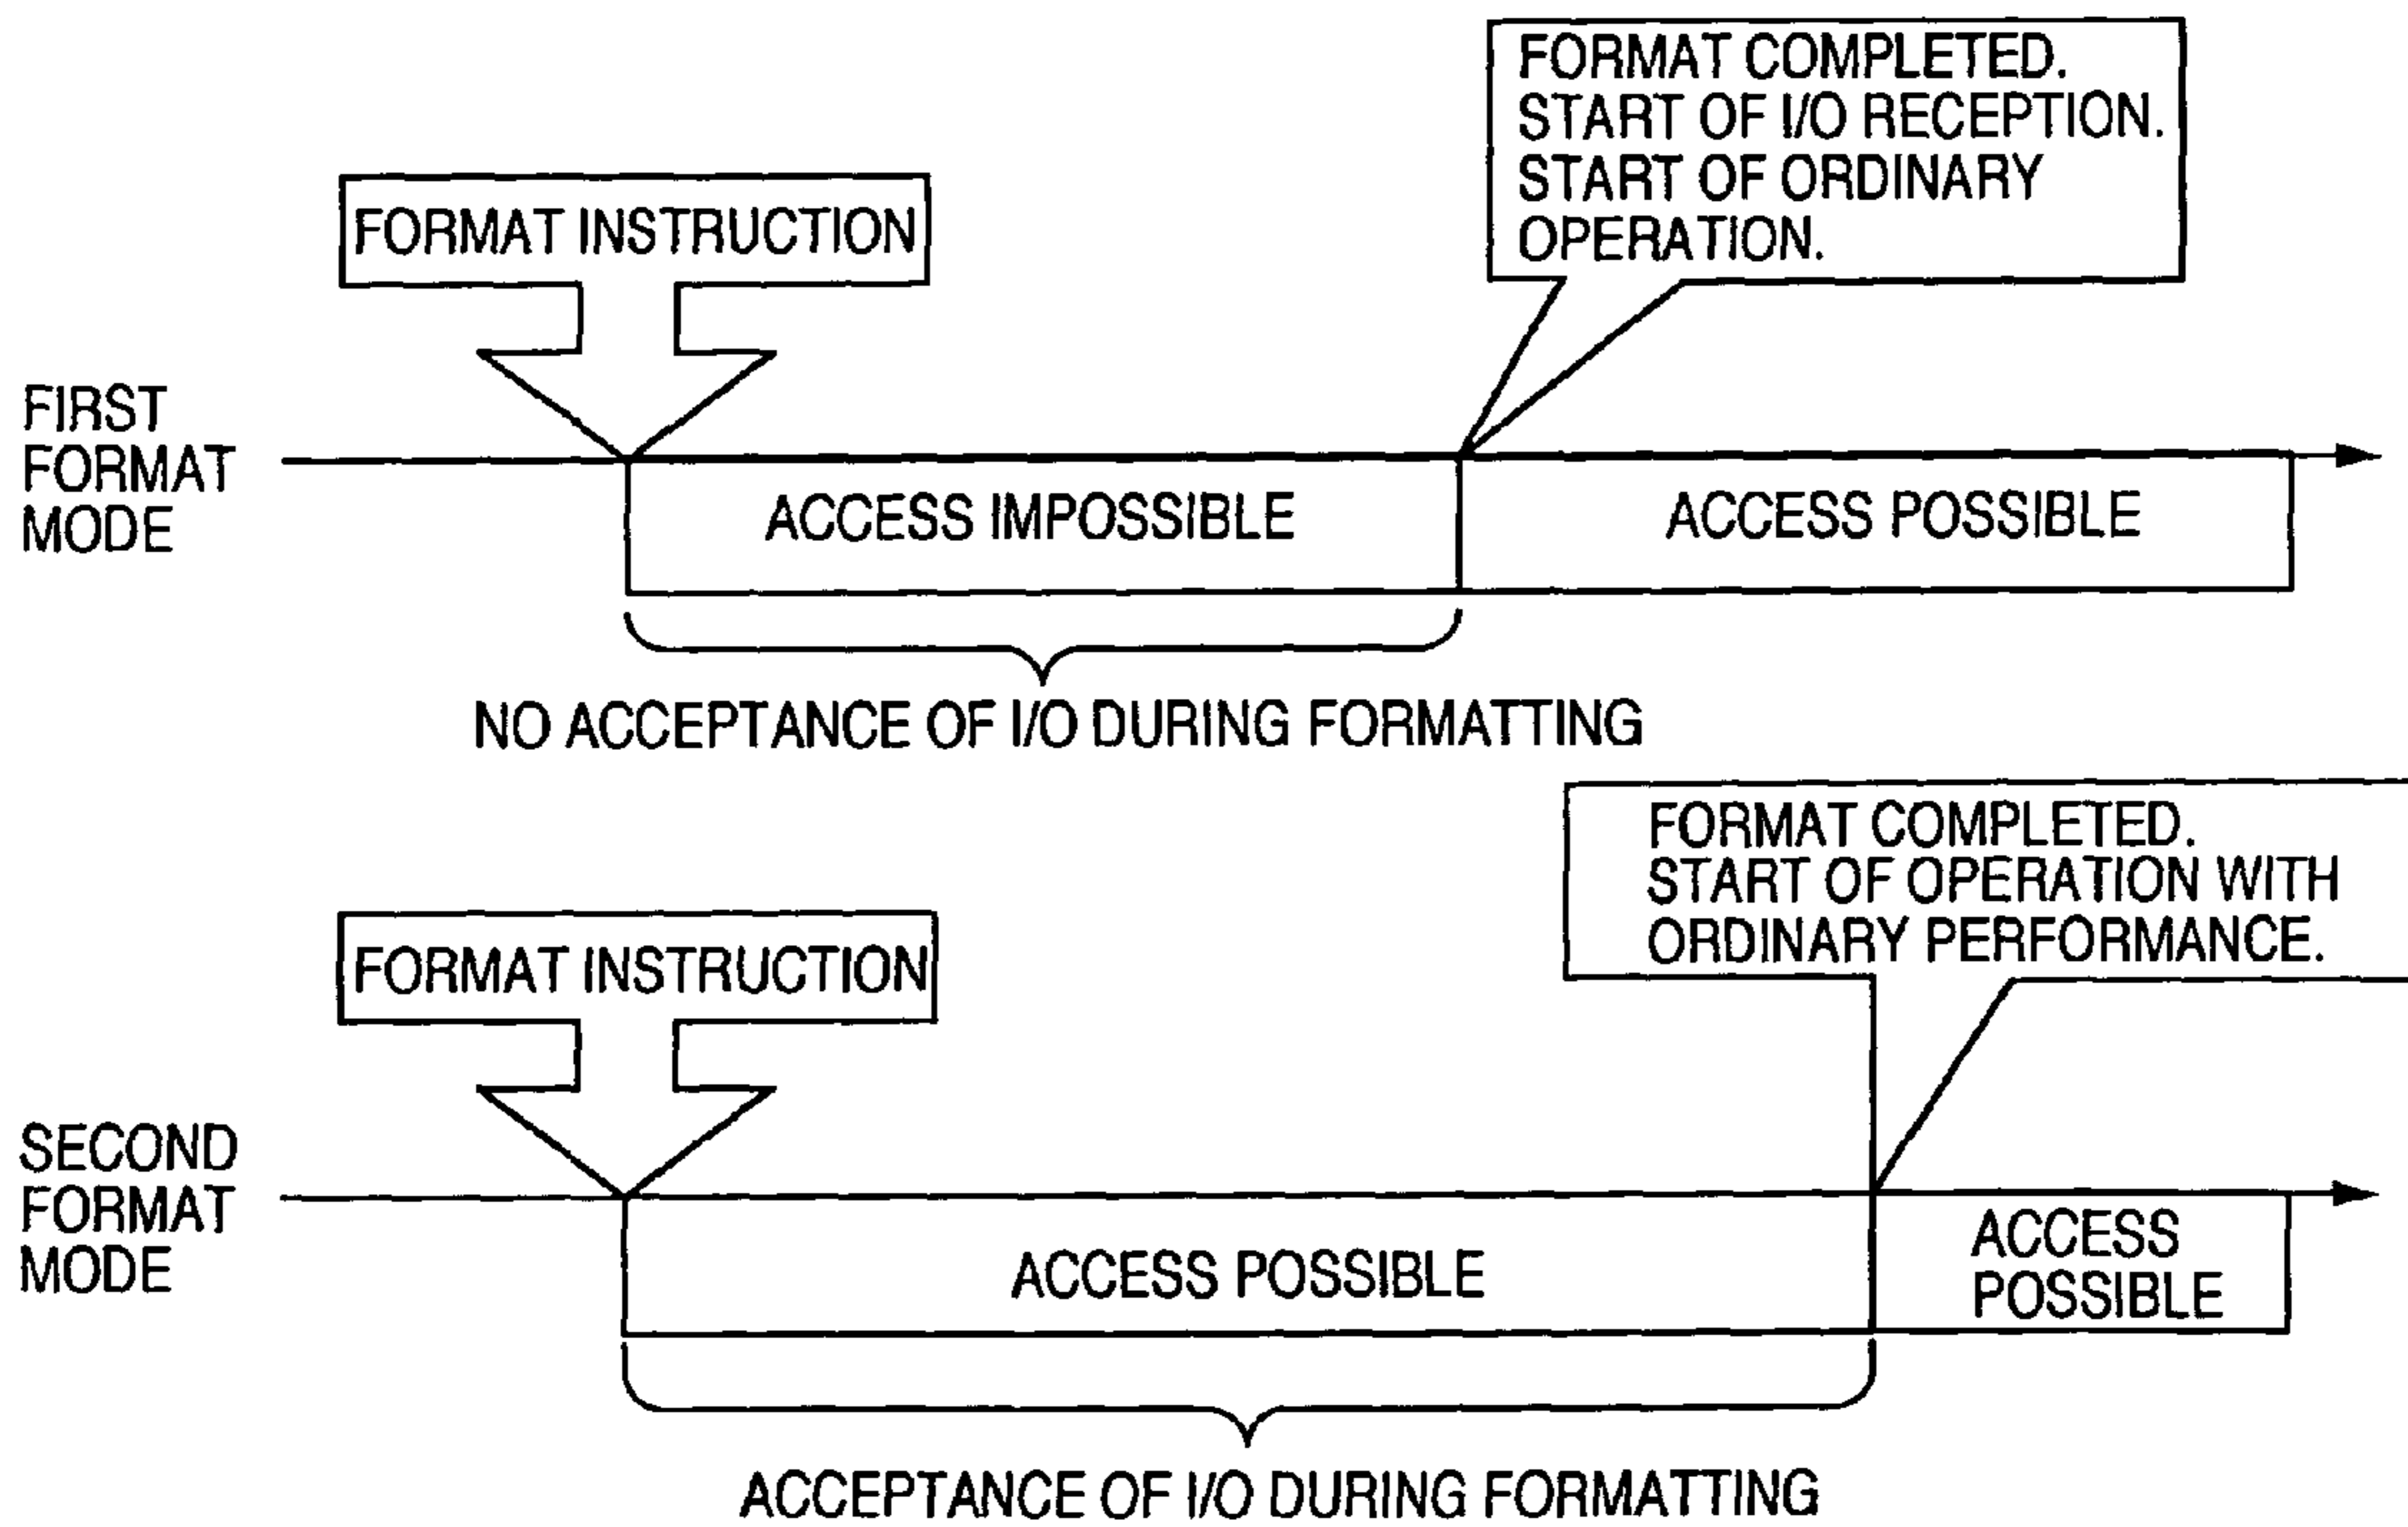 FORMAT COMPLETED.
START OF I/O RECEPTION.
START OF ORDINARY
OPERATION.
FORMAT INSTRUCTION
FIRST
FORMAT
MODE
ACCESS IMPOSSIBLE
ACCESS POSSIBLE
NO ACCEPTANCE OF I/O DURING FORMATTING
FORMAT COMPLETED.
START OF OPERATION WITH
ORDINARY PERFORMANCE.
FORMAT INSTRUCTION
SECOND
FORMAT
MODE
ACCESS POSSIBLE
ACCESS
POSSIBLE
ACCEPTANCE OF I/O DURING FORMATTING